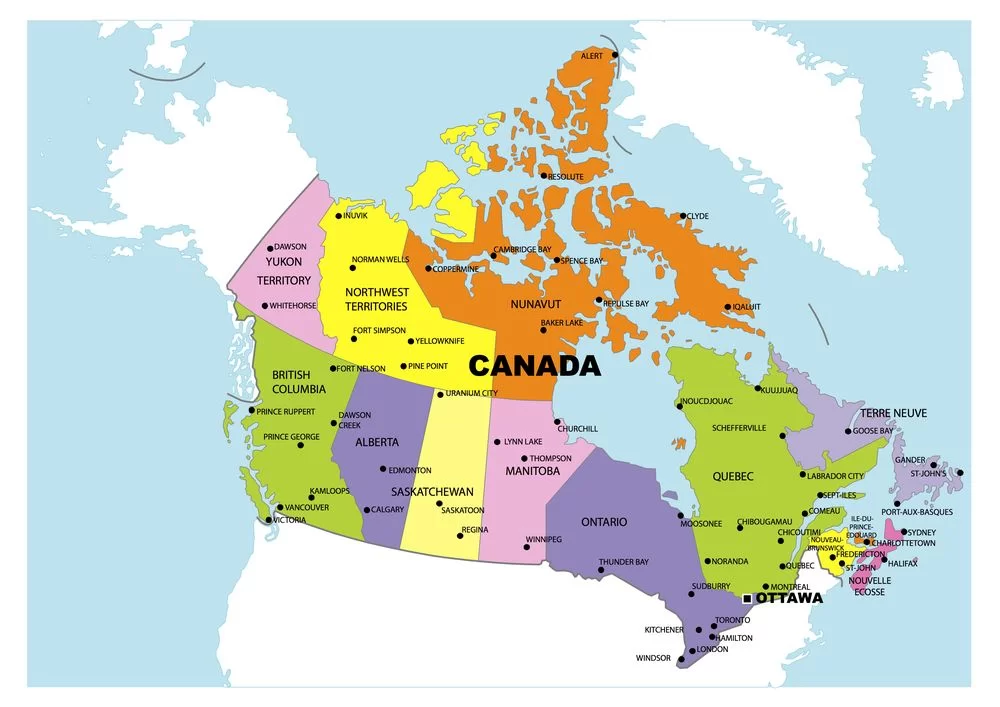 ALERT
RESOLUTE
INUVIK
CLYDE
DAWSON
YUKON
TERRITORY
NORMAN WELLS
CAMBRIDGE BAY
SPENCE BAY
COPPERMINE
WHITEHORSE
NORTHWEST
TERRITORIES
NUNAVUT
REPULSE BAY
IQALUIT
BAKER LAKE
FORT SIMPSON
YELLOWKNIFE
CANADA
PINE POINT
FORT NELSON
BRITISH
COLUMBIA
URANIUM CITY
KUUJJUAQ
INOUCDJOUAC
PRINCE RUPPERT
DAWSON
CREEK
CHURCHILL
SCHEFFERVILLE
TERRE NEUVE
GOOSE BAY
PRINCE GEORGE
ALBERTA
LYNN LAKE
THOMPSON
MANITOBA
EDMONTON
QUEBEC
LABRADOR CITY
GANDER
ST-JOHN'S
KAMLOOPS
SASKATCHEWAN
SEPT-ILES
VANCOUVER
CALGARY
SASKATOON
COMEAU
PORT-AUX-BASQUES
VICTORIA
ONTARIO
MOOSONEE
CHIBOUGAMAU
CHICOUTIMI
ILE-DU-
PRINCE-
EDOUARD
SYDNEY
REGINA
WINNIPEG
NOUVEAU-
BRUNSWICK
CHARLOTTETOWN
FREDERICTON
THUNDER BAY
NORANDA
QUEBEC
ST-JOHN
HALIFAX
SUDBURY
MONTREAL
NOUVELLE
ECOSSE
OTTAWA
TORONTO
KITCHENER
HAMILTON
LONDON
WINDSOR